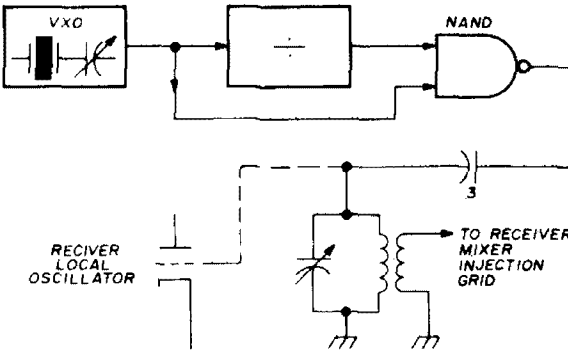 VXO
NAND
÷
3
RECIVER
LOCAL
OSCILLATOR
TO RECEIVER
MIXER
INJECTION
GRID